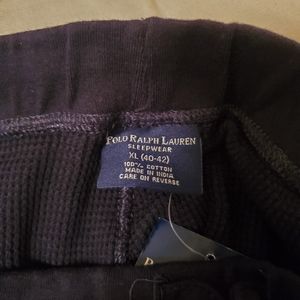 POLO RALPH LAUREN
SLEEPWEAR
XL (40-42)
100% COTTON
MADE IN INDIA
CARE ON REVERSE